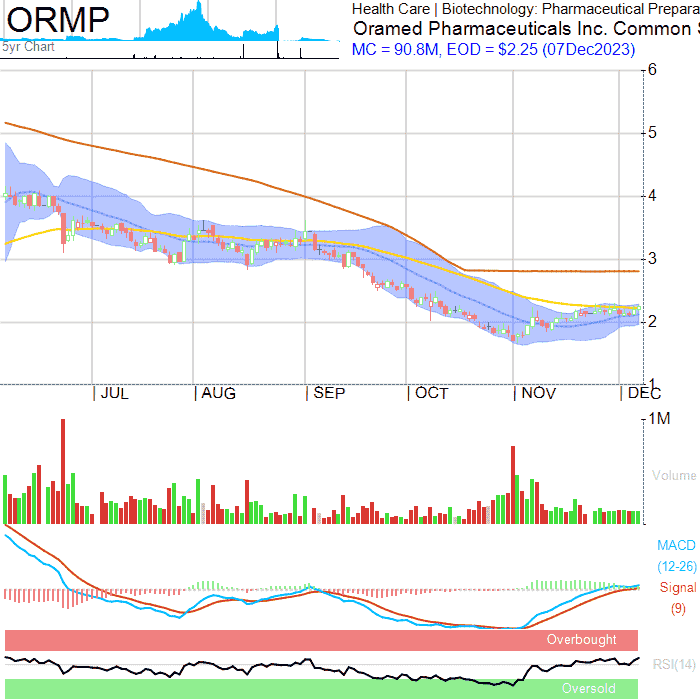 ORMP
5yr Chart
Health Care | Biotechnology: Pharmaceutical Prepara
Oramed Pharmaceuticals Inc. Common S
MC = 90.8M, EOD = $2.25 (07Dec2023)
6
5
4
3
2
1
JUL AUG SEP OCT NOV DEC
1M
Volume
MACD
(12-26)
Signal
(9)
Overbought
RSI(14)
Oversold